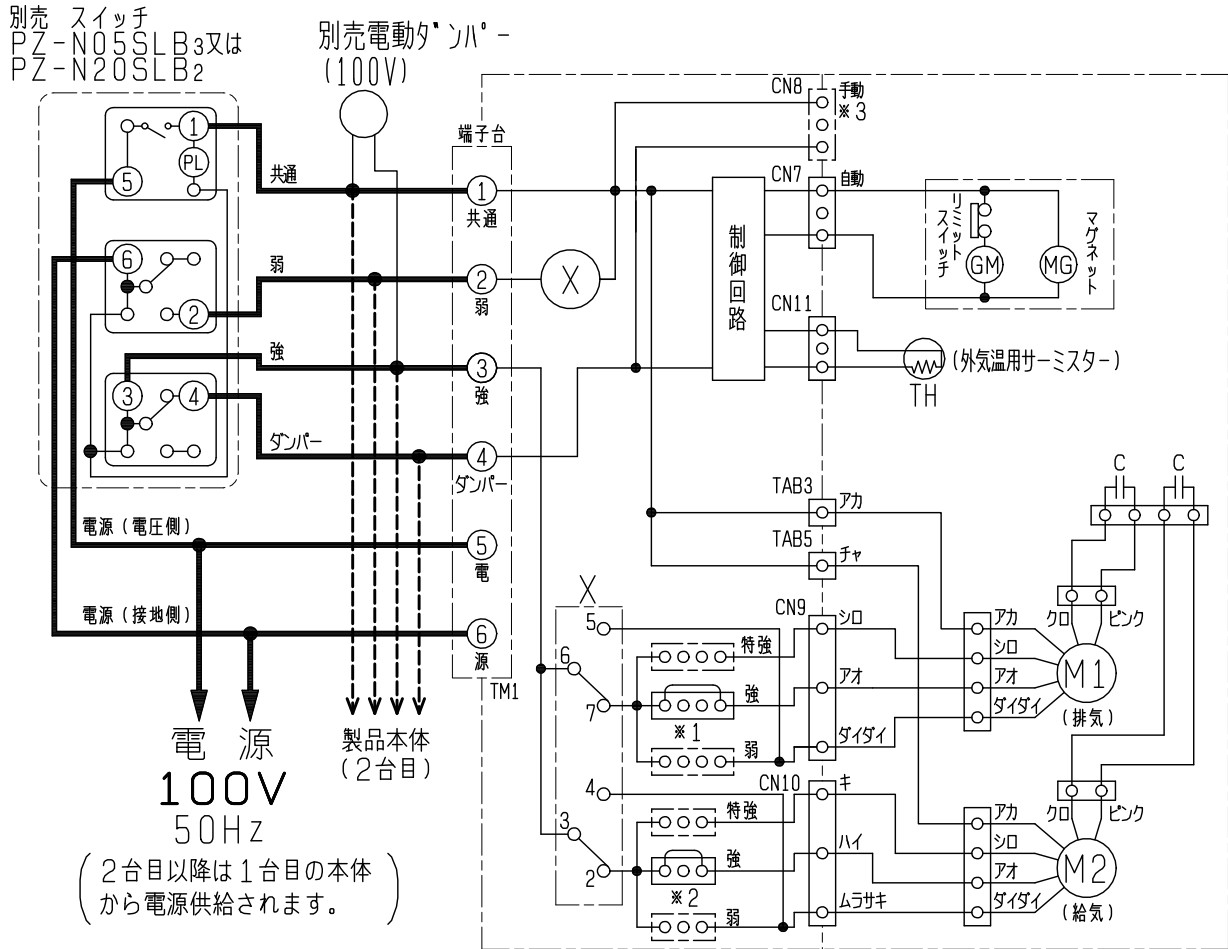 別売 スイッチ
PZ-N05SLB3又は
PZ-N20SLB2
別売電動ダンパー
(100V)
端子台
CN8
手動
※3
1
PL
5
共通
1
共通
CN7
自動
制御回路
リミット
スイッチ
GM
MG
マグネット
6
2
弱
2
弱
X
CN11
3
4
強
3
強
TH
(外気温用サーミスター)
ダンパー
4
ダンパー
C
C
TAB3
アカ
電源(電圧側)
5
電
TAB5
チャ
X
電源(接地側)
6
源
TM1
5
6
7
CN9
特強
シロ
強
アオ
※1
弱
ダイダイ
クロ
ピンク
アカ
シロ
アオ
ダイダイ
M1
(排気)
電源
100V
50Hz
(2台目以降は1台目の本体
から電源供給されます。)
製品本体
(2台目)
4
3
2
CN10
特強
キ
強
ハイ
※2
弱
ムラサキ
クロ
ピンク
アカ
シロ
アオ
ダイダイ
M2
(給気)